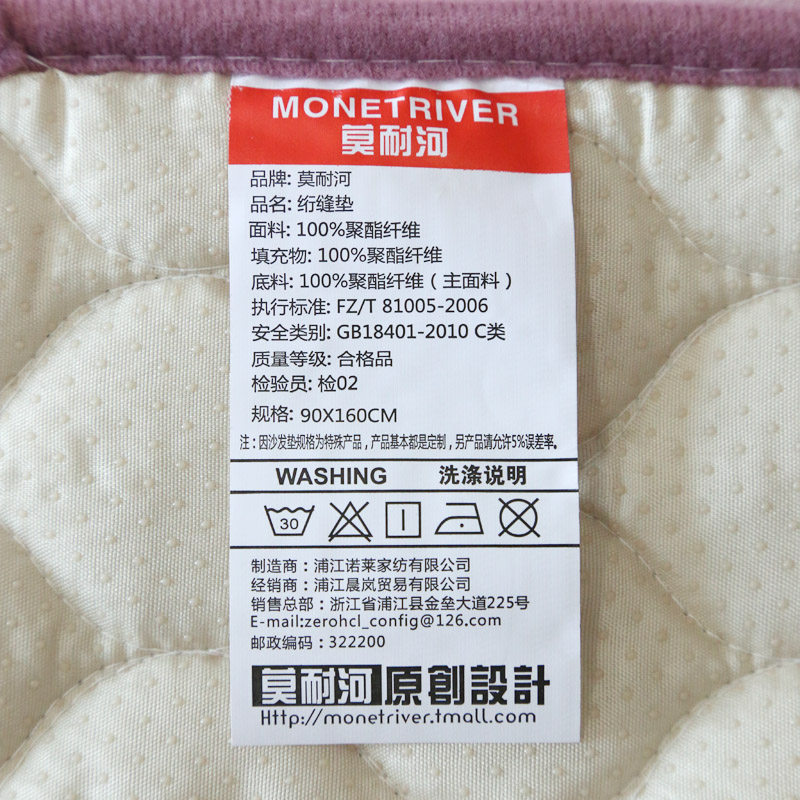 MONETRIVER
莫耐河
品牌: 莫耐河
品名: 绗缝垫
面料: 100%聚酯纤维
填充物: 100%聚酯纤维
底料: 100%聚酯纤维（主面料）
执行标准: FZ/T 81005-2006
安全类别: GB18401-2010 C类
质量等级: 合格品
检验员: 检02
规格: 90X160CM
注：因沙发垫规格为特殊产品，产品基本都是定制，另产品请允许5%误差率。
WASHING 洗涤说明
30
制造商：浦江诺莱家纺有限公司
经销商：浦江晨岚贸易有限公司
销售总部：浙江省浦江县金垒大道225号
E-mail:zerohcl_config@126.com
邮政编码：322200
莫耐河 原創設計
Http://monetriver.tmall.com